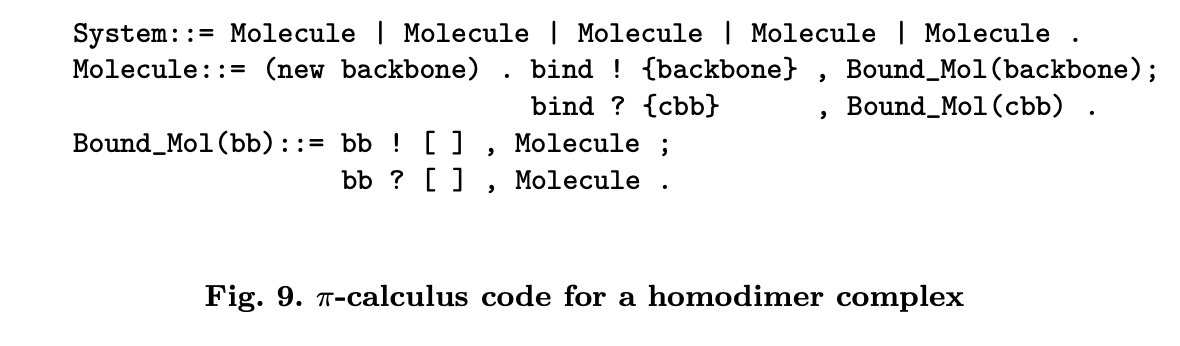 System::= Molecule | Molecule | Molecule | Molecule | Molecule .
Molecule::= (new backbone) . bind ! {backbone} , Bound_Mol(backbone);
bind ? {cbb} , Bound_Mol(cbb) .
Bound_Mol(bb)::= bb ! [ ] , Molecule ;
bb ? [ ] , Molecule .
Fig. 9. π-calculus code for a homodimer complex